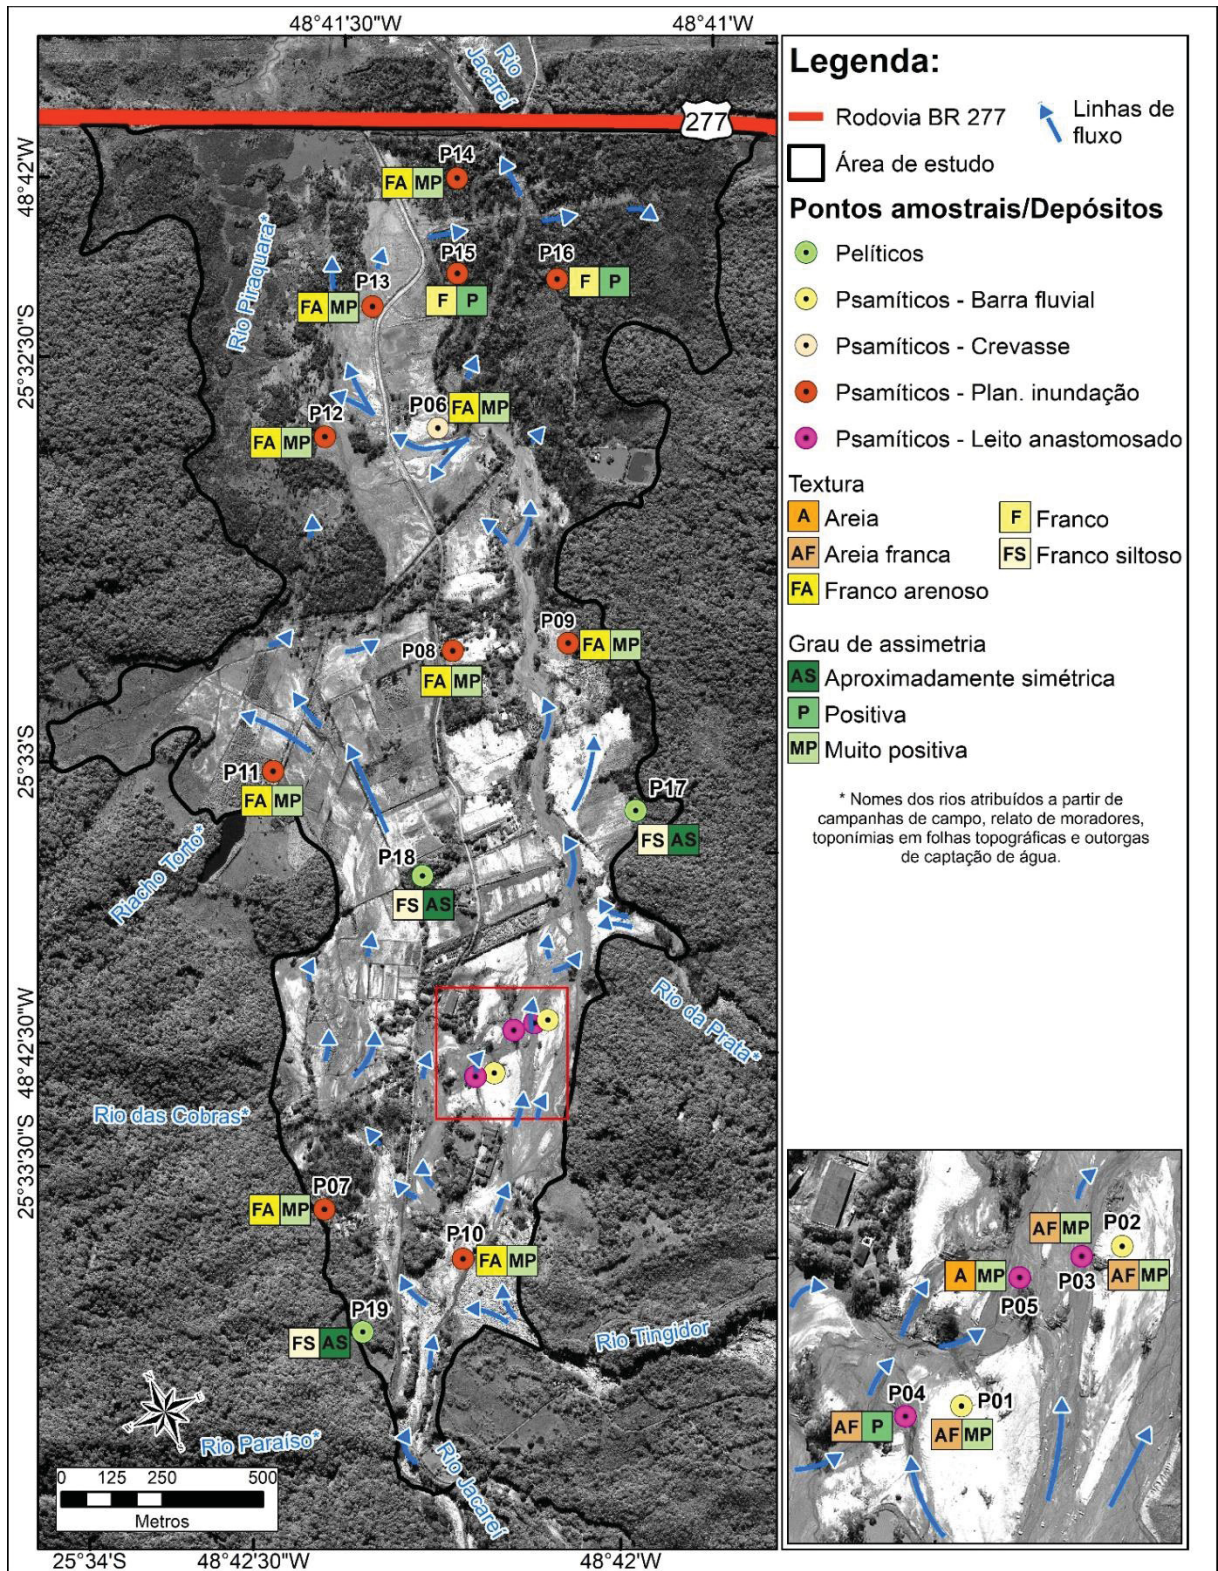 48°41'30"W
48°41'W
Rio
Jacareí
277
48°42'W
P14
FA MP
Rio Piraquara*
P15
F P
P16
F P
P13
FA MP
25°32'30"S
P12
FA MP
P06
FA MP
P08
FA MP
P09
FA MP
25°33'S
P11
FA MP
Riacho Torto*
P17
FS AS
P18
FS AS
Rio da Prata*
48°42'30"W
Rio das Cobras*
25°33'30"S
P07
FA MP
P10
FA MP
P19
FS AS
Rio Tingidor
Rio Paraíso*
Rio Jacareí
0 125 250 500
Metros
25°34'S
48°42'30"W
48°42'W
Legenda:
Rodovia BR 277
Linhas de
fluxo
Área de estudo
Pontos amostrais/Depósitos
Pelíticos
Psamíticos - Barra fluvial
Psamíticos - Crevasse
Psamíticos - Plan. inundação
Psamíticos - Leito anastomosado
Textura
A Areia
F Franco
AF Areia franca
FS Franco siltoso
FA Franco arenoso
Grau de assimetria
AS Aproximadamente simétrica
P Positiva
MP Muito positiva
* Nomes dos rios atribuídos a partir de
campanhas de campo, relato de moradores,
toponímias em folhas topográficas e outorgas
de captação de água.
AF MP
P02
P03
AF MP
A MP
P05
P04
AF P
P01
AF MP